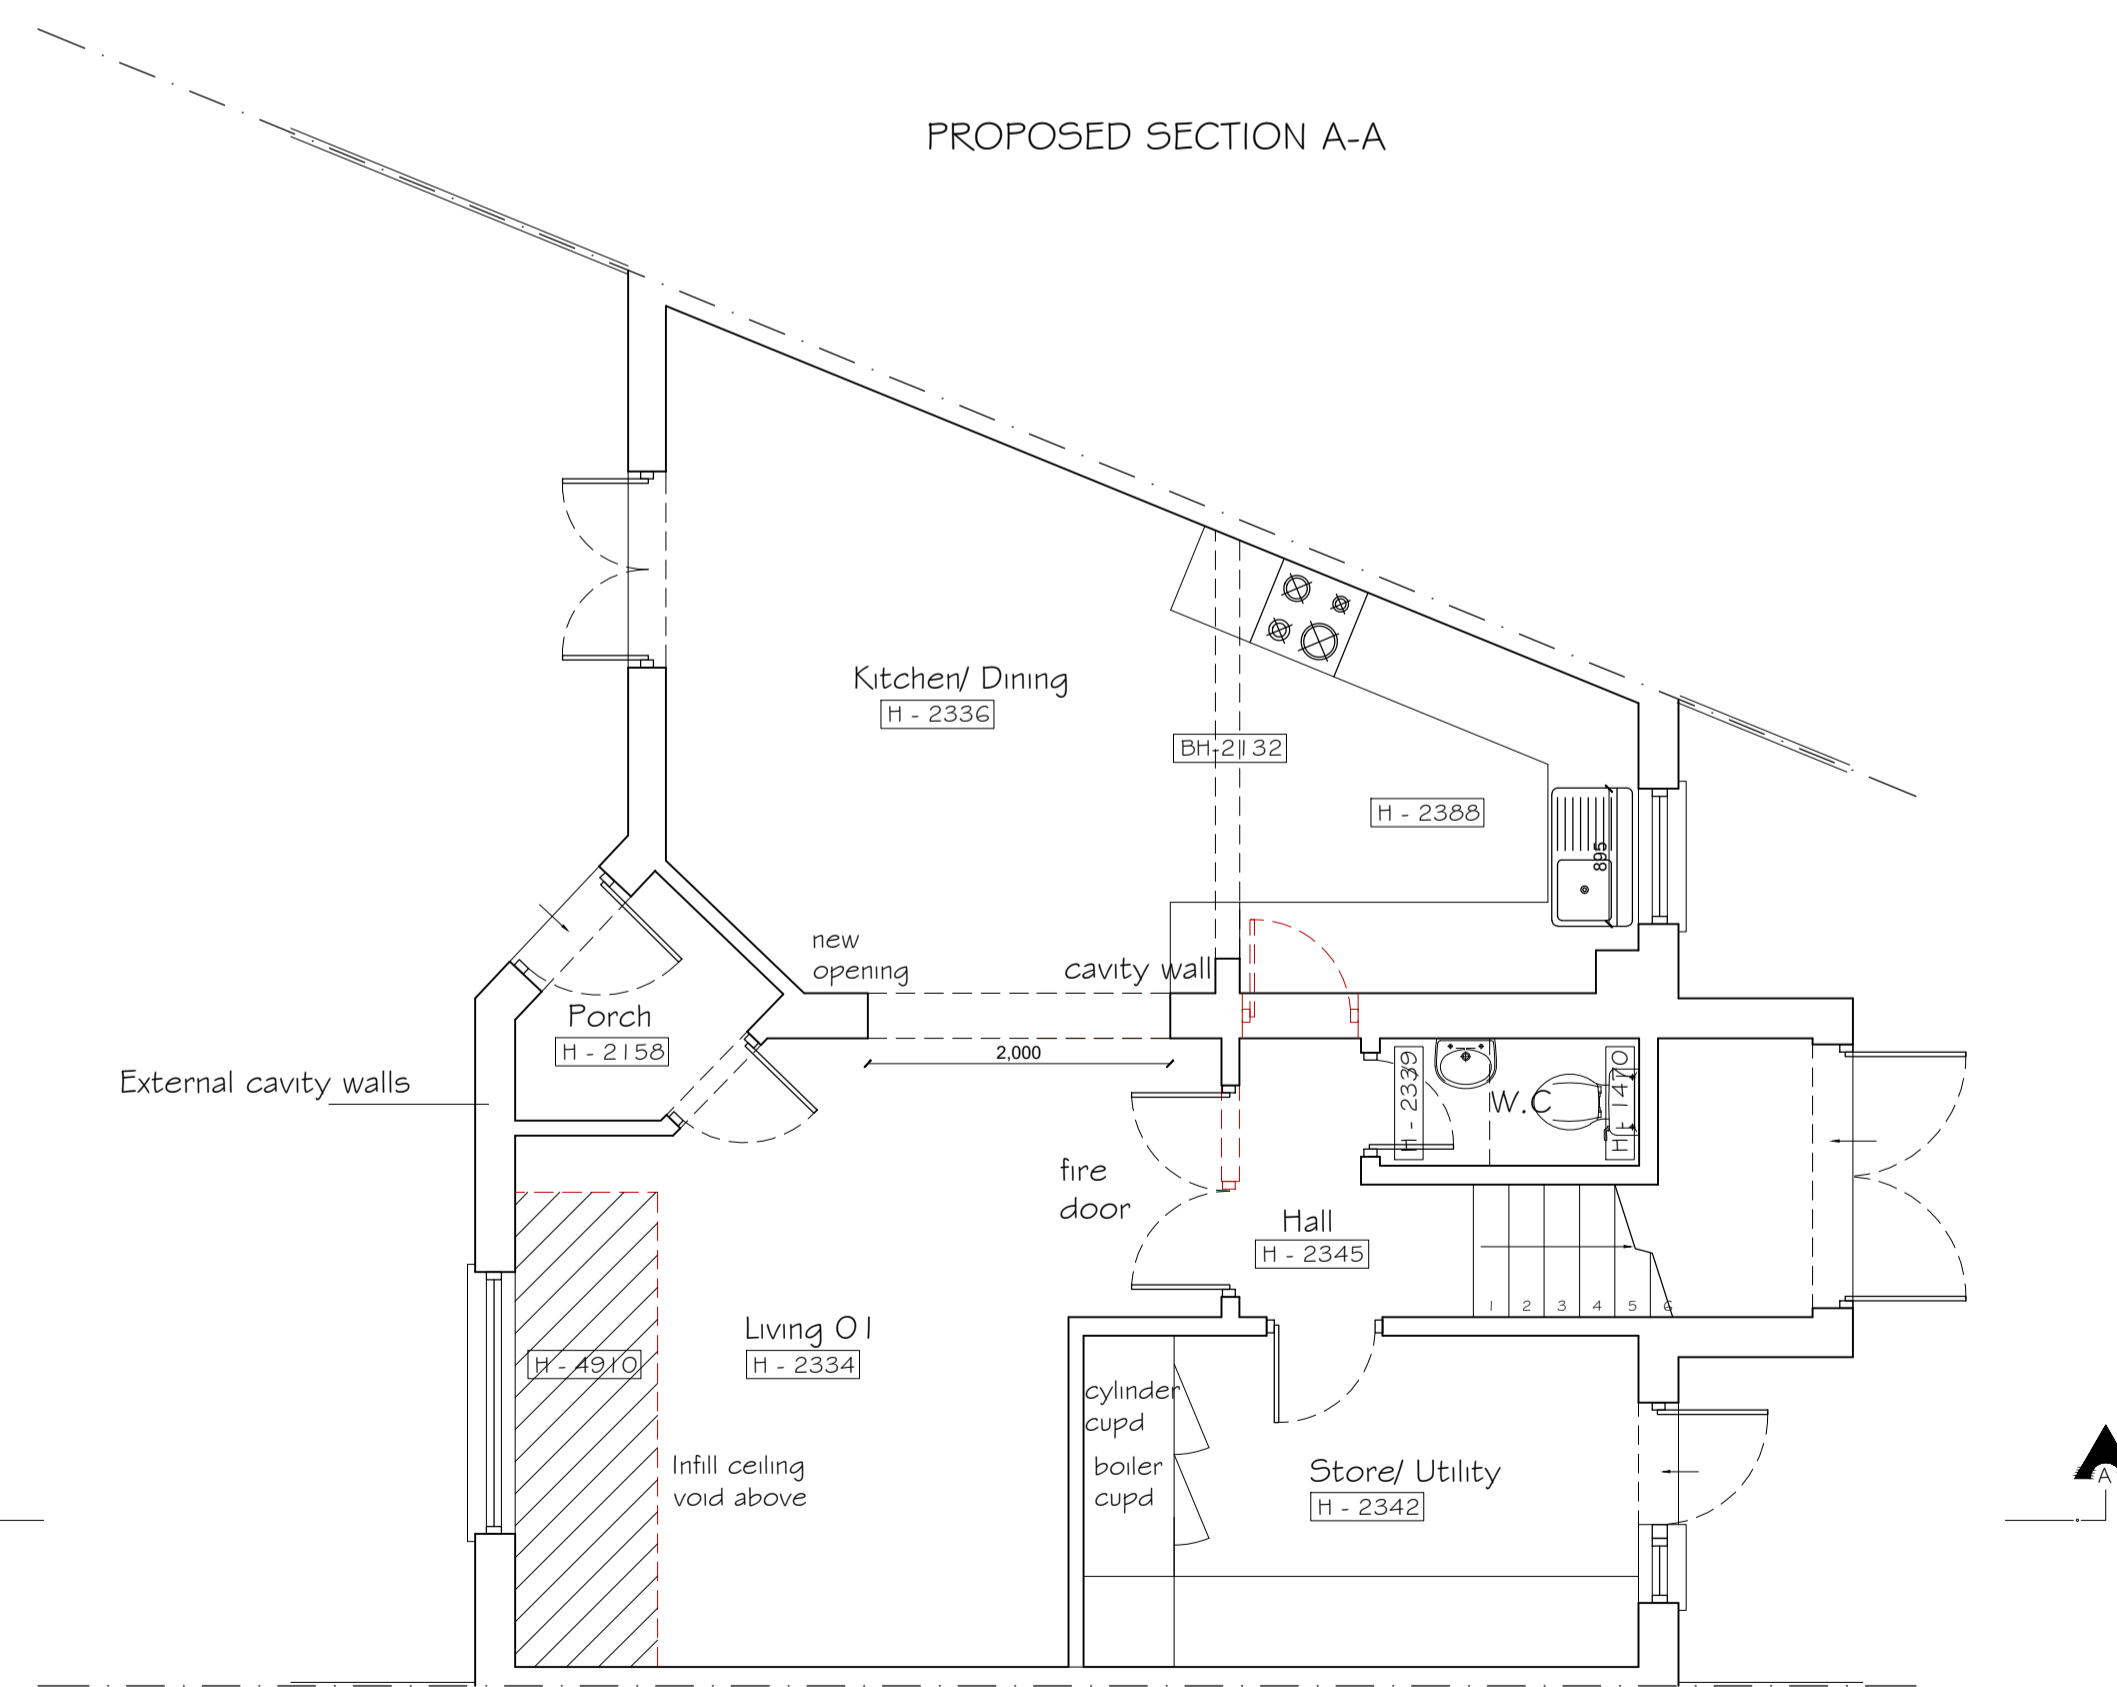 PROPOSED SECTION A-A
Kitchen/ Dining
H - 2336
BH-2132
H - 2388
895
new
opening
cavity wall
Porch
H - 2158
2,000
External cavity walls
H - 2339
W.C
H - 1470
fire
door
Hall
H - 2345
1 2 3 4 5 6
Living 01
H - 2334
H - 4910
cylinder
cupd
boiler
cupd
Infill ceiling
void above
Store/ Utility
H - 2342
A